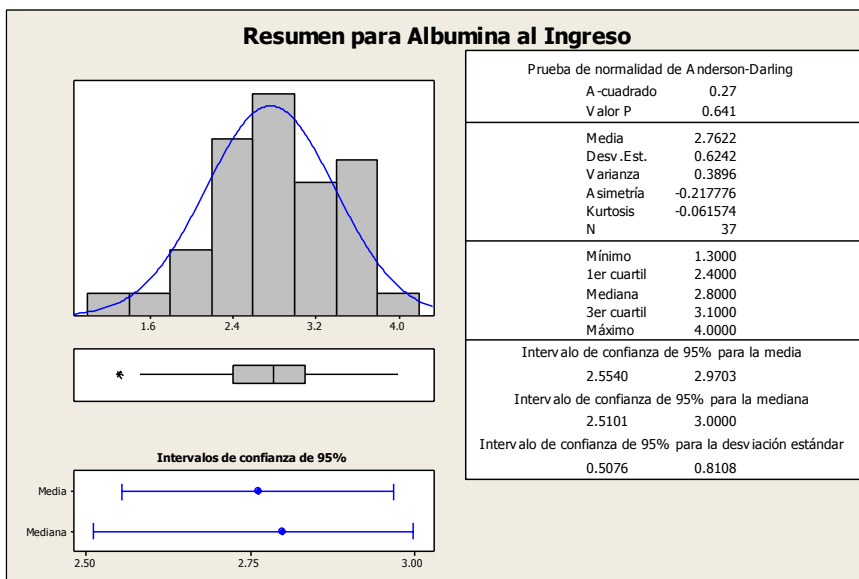 Resumen para Albumina al Ingreso
1.6 2.4 3.2 4.0
Intervalos de confianza de 95%
Media
Mediana
2.50 2.75 3.00
Prueba de normalidad de Anderson-Darling
A-cuadrado 0.27
Valor P 0.641
Media 2.7622
Desv.Est. 0.6242
Varianza 0.3896
Asimetría -0.217776
Kurtosis -0.061574
N 37
Mínimo 1.3000
1er cuartil 2.4000
Mediana 2.8000
3er cuartil 3.1000
Máximo 4.0000
Intervalo de confianza de 95% para la media
2.5540 2.9703
Intervalo de confianza de 95% para la mediana
2.5101 3.0000
Intervalo de confianza de 95% para la desviación estándar
0.5076 0.8108